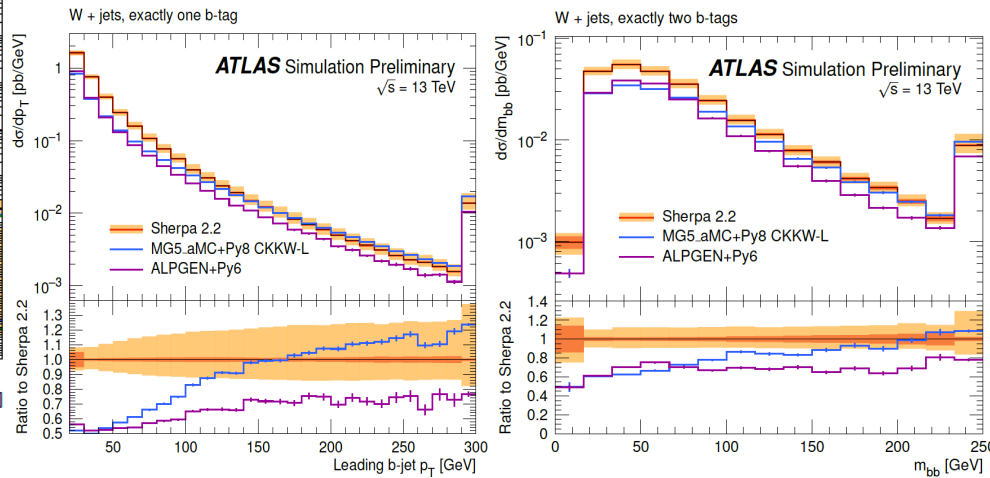 W + jets, exactly one b-tag
dσ/dp_T [pb/GeV]
1
10⁻¹
10⁻²
10⁻³
ATLAS Simulation Preliminary
√s = 13 TeV
Sherpa 2.2
MG5_aMC+Py8 CKKW-L
ALPGEN+Py6
Ratio to Sherpa 2.2
1.3
1.2
1.1
1.0
0.9
0.8
0.7
0.6
0.5
50 100 150 200 250 300
Leading b-jet p_T [GeV]
W + jets, exactly two b-tags
dσ/dm_bb [pb/GeV]
10⁻¹
10⁻²
10⁻³
ATLAS Simulation Preliminary
√s = 13 TeV
Sherpa 2.2
MG5_aMC+Py8 CKKW-L
ALPGEN+Py6
Ratio to Sherpa 2.2
1.4
1.2
1.0
0.8
0.6
0.4
0.2
0
0 50 100 150 200 250
m_bb [GeV]